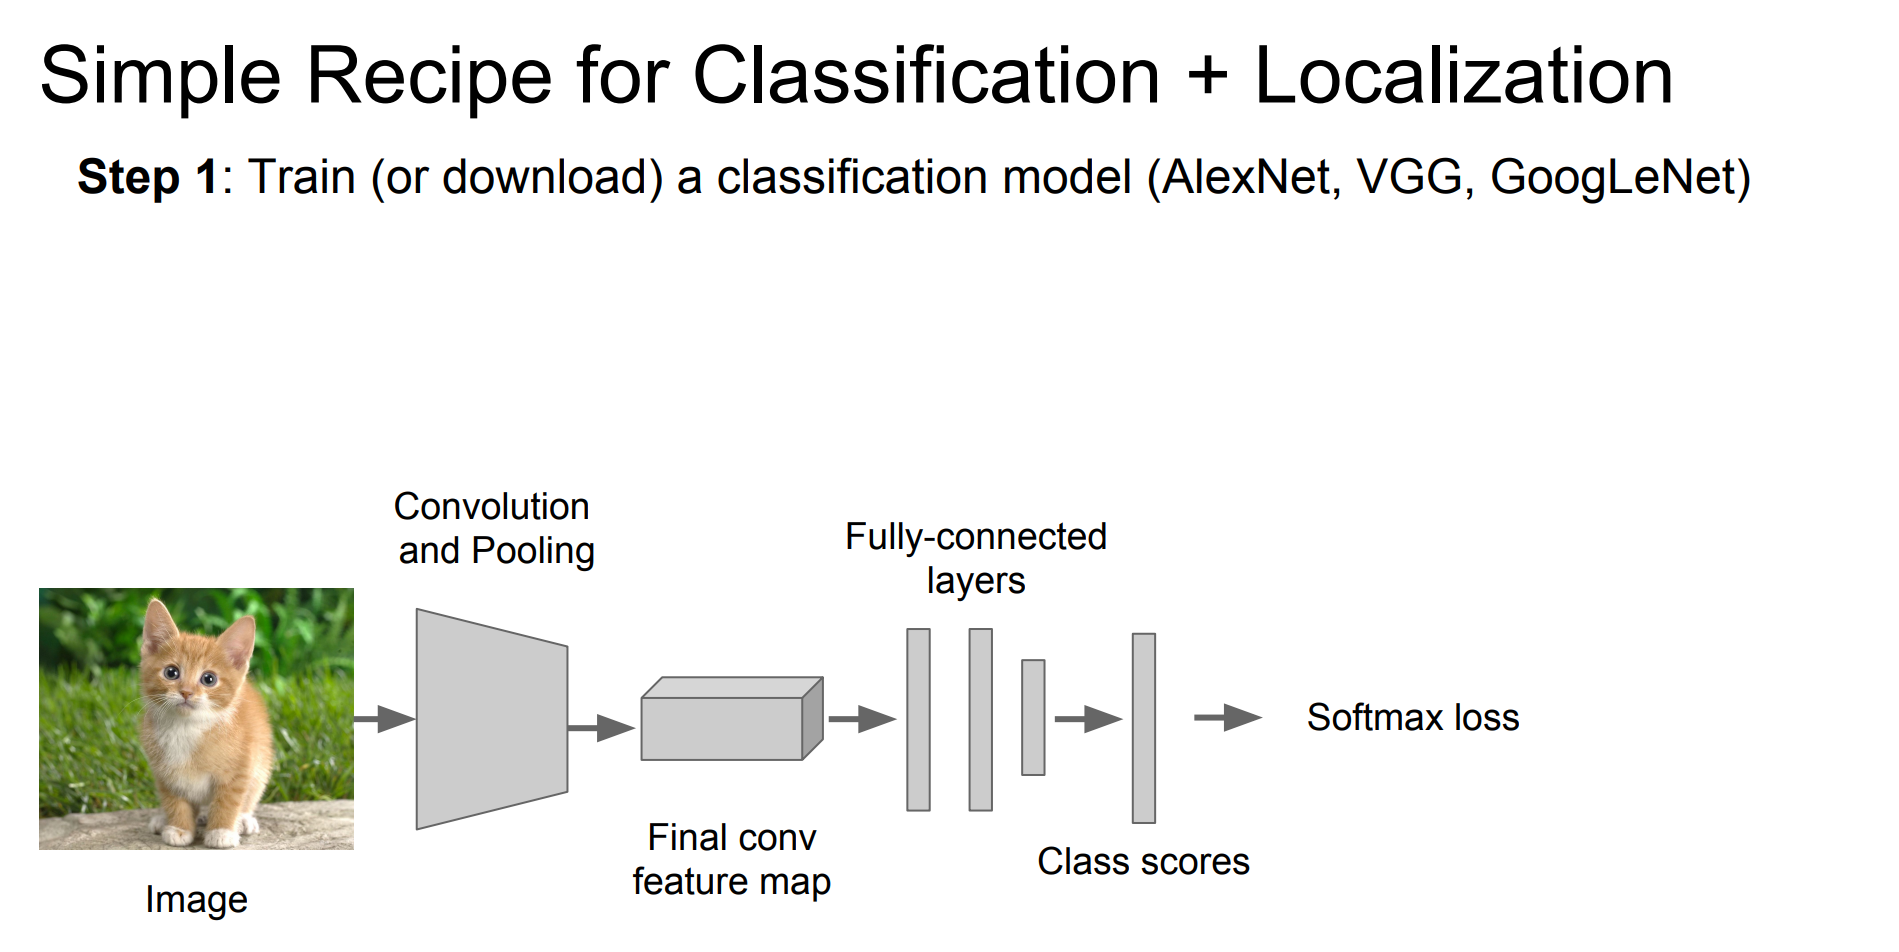 Simple Recipe for Classification + Localization
Step 1: Train (or download) a classification model (AlexNet, VGG, GoogLeNet)
Convolution
and Pooling
Fully-connected
layers
Softmax loss
Final conv
feature map
Class scores
Image